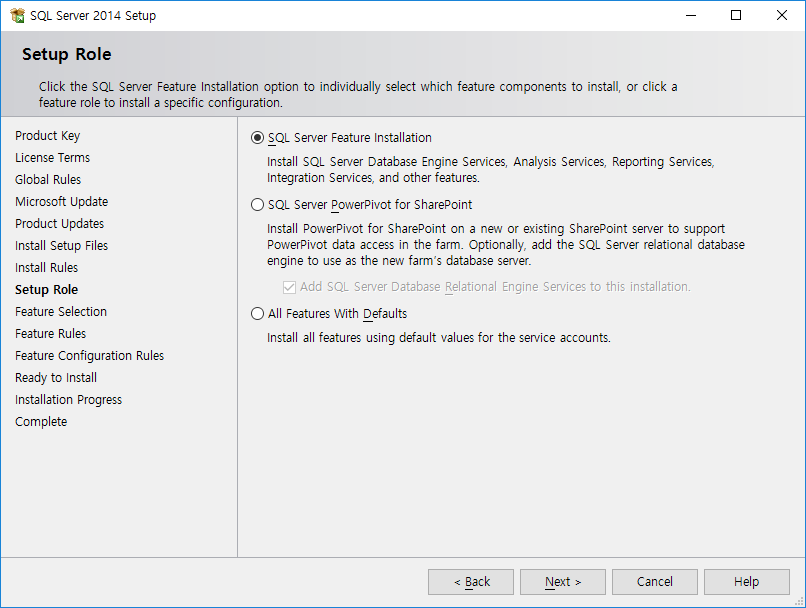 SQL Server 2014 Setup
Setup Role
Click the SQL Server Feature Installation option to individually select which feature components to install, or click a
feature role to install a specific configuration.
Product Key
License Terms
Global Rules
Microsoft Update
Product Updates
Install Setup Files
Install Rules
Setup Role
Feature Selection
Feature Rules
Feature Configuration Rules
Ready to Install
Installation Progress
Complete
SQL Server Feature Installation
Install SQL Server Database Engine Services, Analysis Services, Reporting Services,
Integration Services, and other features.
SQL Server PowerPivot for SharePoint
Install PowerPivot for SharePoint on a new or existing SharePoint server to support
PowerPivot data access in the farm. Optionally, add the SQL Server relational database
engine to use as the new farm's database server.
Add SQL Server Database Relational Engine Services to this installation.
All Features With Defaults
Install all features using default values for the service accounts.
< Back
Next >
Cancel
Help